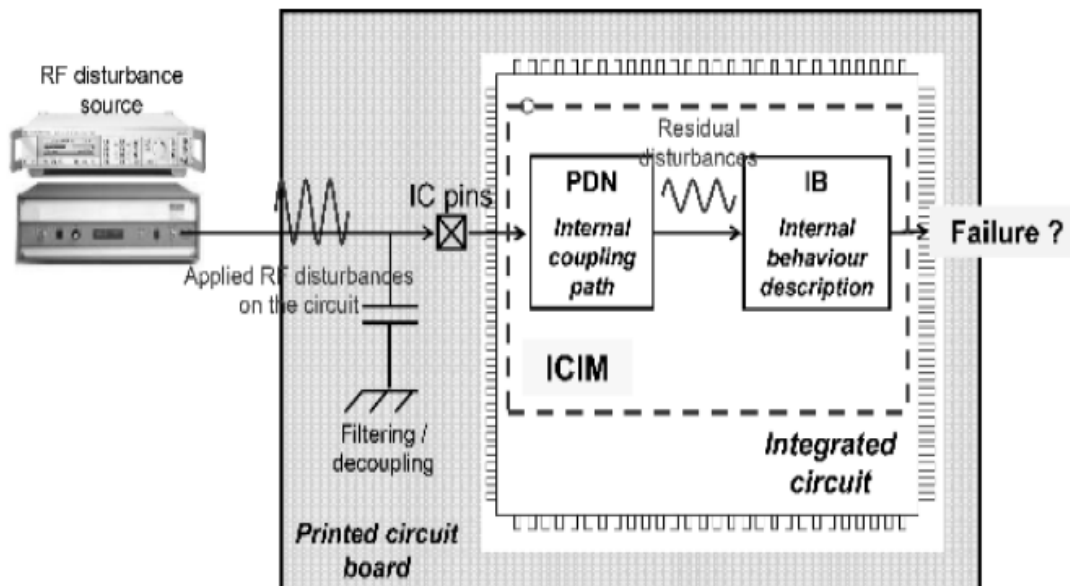 RF disturbance
source
Applied RF disturbances
on the circuit
IC pins
Filtering /
decoupling
Printed circuit
board
Residual
disturbances
PDN
Internal
coupling
path
IB
Internal
behaviour
description
ICIM
Integrated
circuit
Failure ?